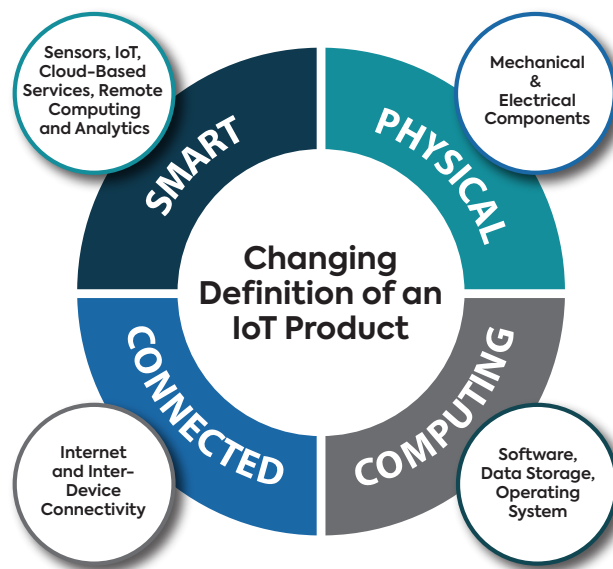 Sensors, IoT,
Cloud-Based
Services, Remote
Computing
and Analytics
SMART
Mechanical
&
Electrical
Components
PHYSICAL
Changing
Definition of an
IoT Product
CONNECTED
Internet
and Inter-
Device
Connectivity
COMPUTING
Software,
Data Storage,
Operating
System